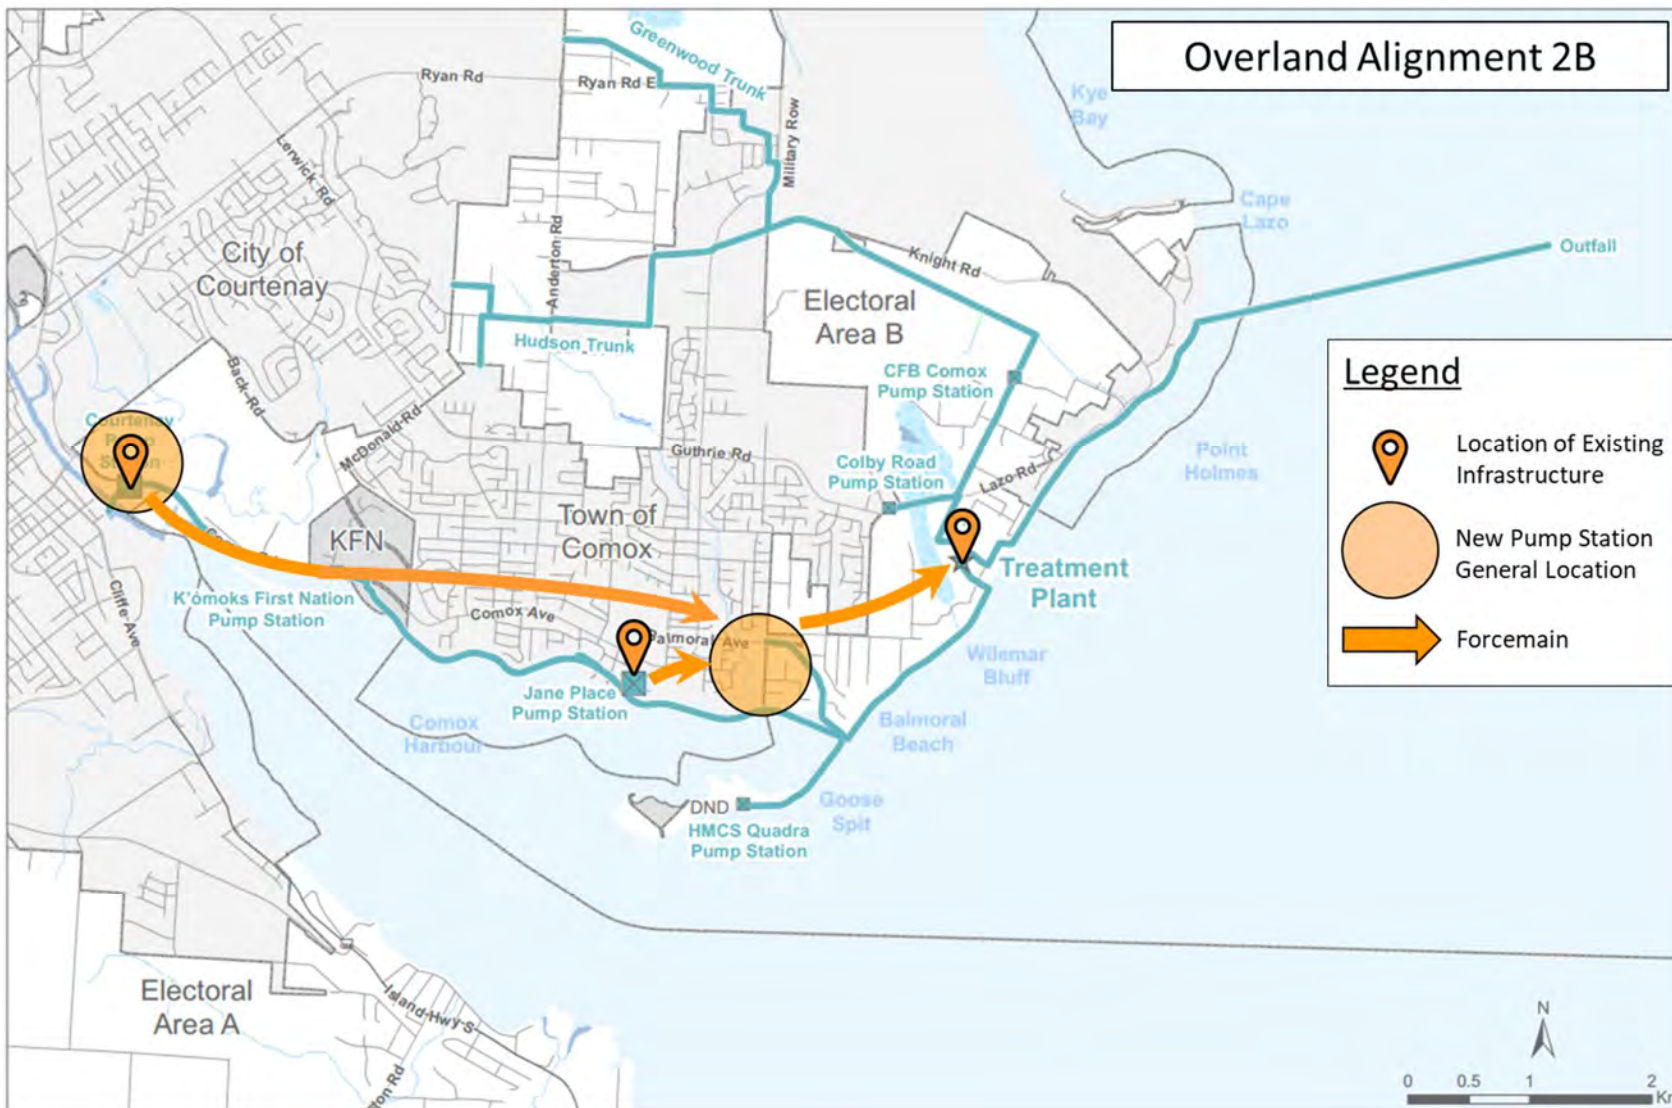 Overland Alignment 2B
Greenwood Trunk
Ryan Rd
Ryan Rd E
Military Row
Kye
Bay
Lerwick Rd
Cape
Lazo
City of
Courtenay
Anderton Rd
Knight Rd
Outfall
Electoral
Area B
Hudson Trunk
CFB Comox
Pump Station
Back Rd
McDonald Rd
Courtenay
Guthrie Rd
Colby Road
Pump Station
Lazo Rd
Point
Holmes
Town of
Comox
KFN
Treatment
Plant
K'ómoks First Nation
Pump Station
Cliffe Ave
Comox Ave
Balmoral Ave
Willemar
Bluff
Jane Place
Pump Station
Comox
Harbour
Balmoral
Beach
DND
Goose
Spit
HMCS Quadra
Pump Station
Electoral
Area A
Island Hwy S
Legend
Location of Existing
Infrastructure
New Pump Station
General Location
Forcemain
N
0 0.5 1 2